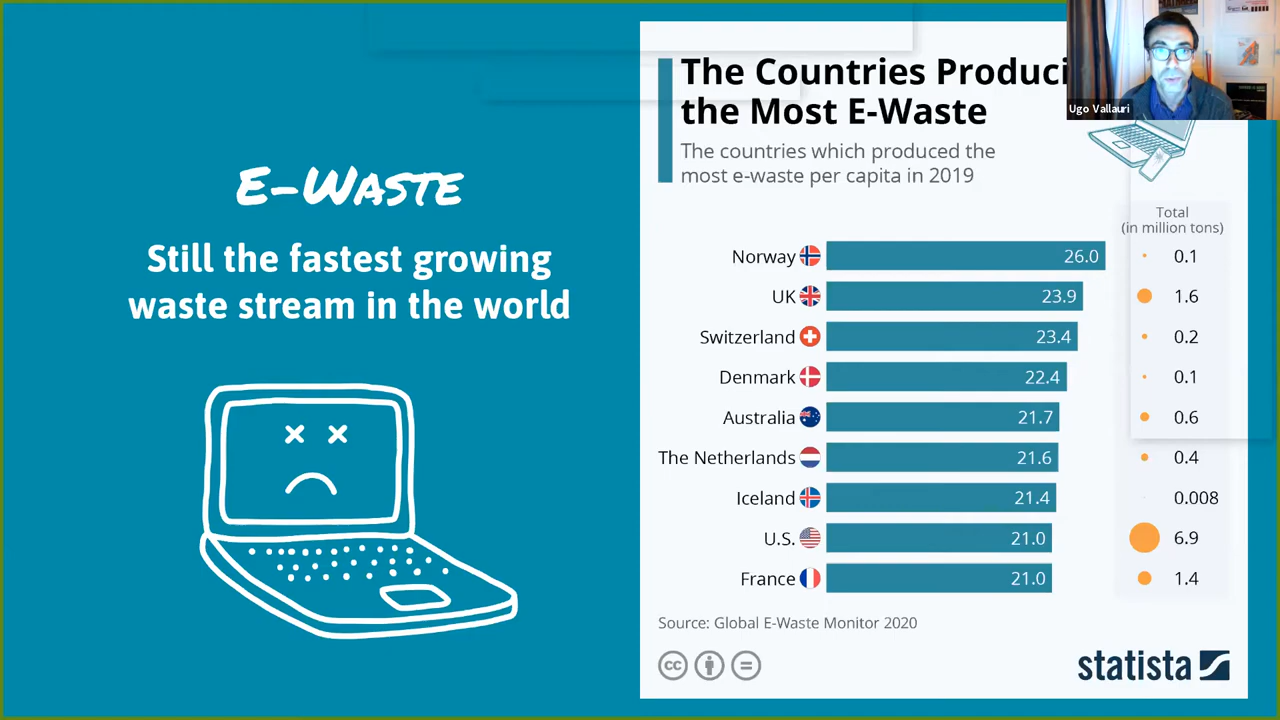 E-WASTE
Still the fastest growing
waste stream in the world
The Countries Produci
the Most E-Waste
The countries which produced the
most e-waste per capita in 2019
Ugo Vallauri
Total
(in million tons)
Norway 26.0 0.1
UK 23.9 1.6
Switzerland 23.4 0.2
Denmark 22.4 0.1
Australia 21.7 0.6
The Netherlands 21.6 0.4
Iceland 21.4 0.008
U.S. 21.0 6.9
France 21.0 1.4
Source: Global E-Waste Monitor 2020
cc
statista